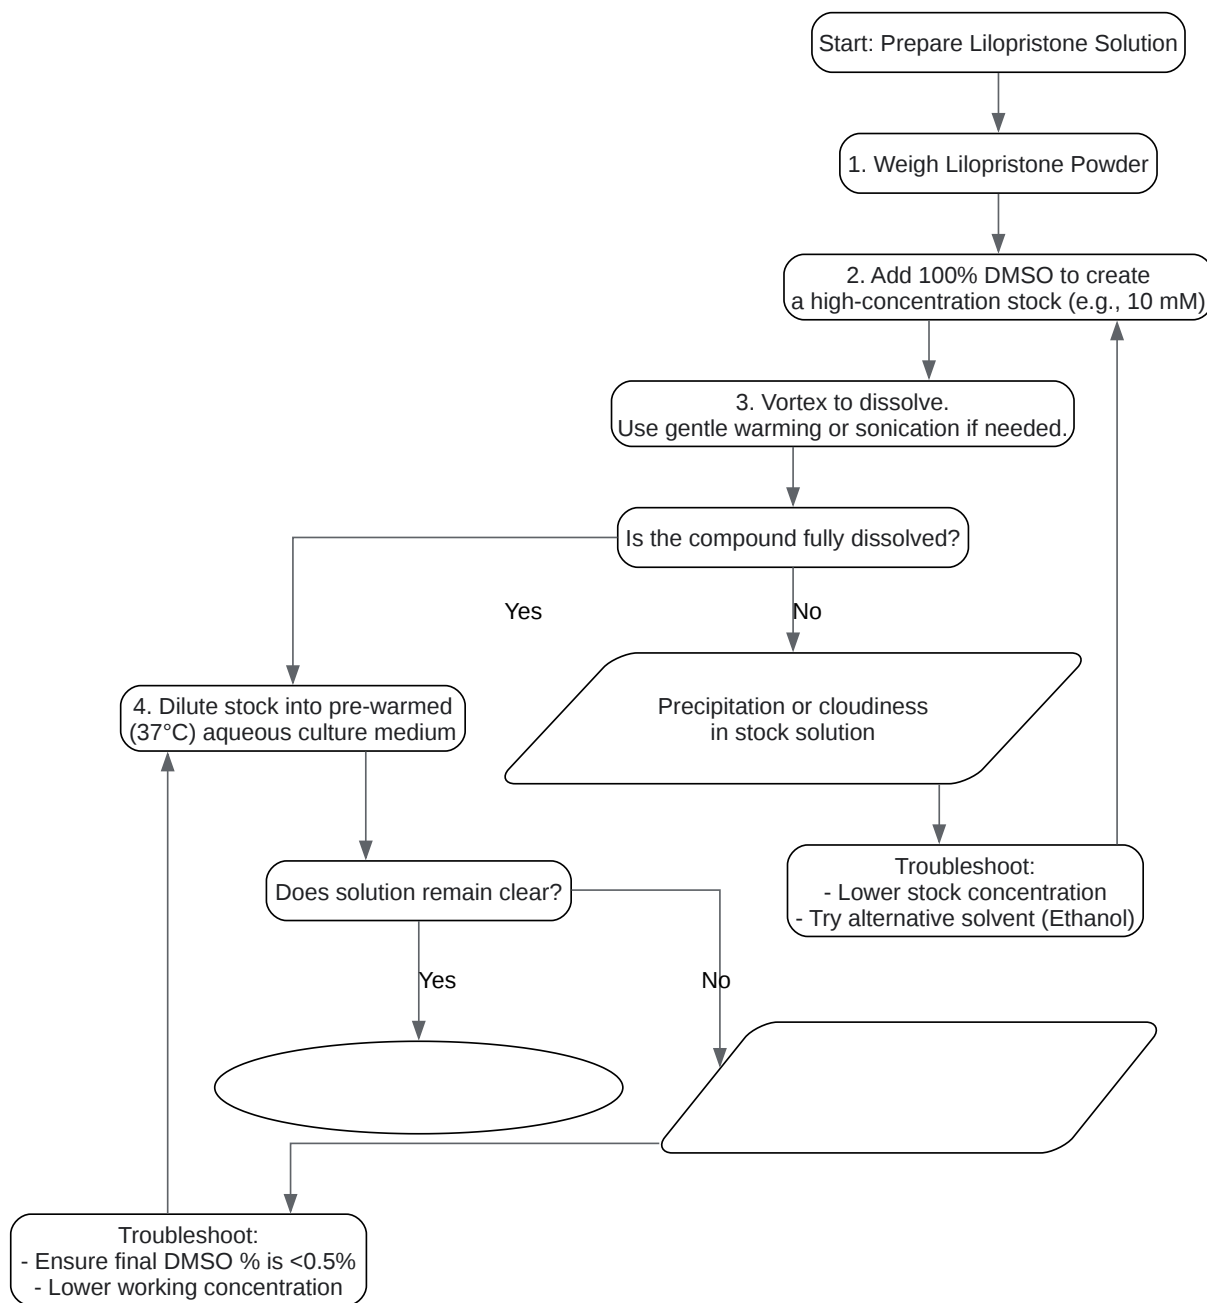 Start: Prepare Lilopristone Solution
1. Weigh Lilopristone Powder
2. Add 100% DMSO to create
a high-concentration stock (e.g., 10 mM)
3. Vortex to dissolve.
Use gentle warming or sonication if needed.
Is the compound fully dissolved?
Yes
No
4. Dilute stock into pre-warmed
(37°C) aqueous culture medium
Precipitation or cloudiness
in stock solution
Troubleshoot:
- Lower stock concentration
- Try alternative solvent (Ethanol)
Does solution remain clear?
Yes
No
Troubleshoot:
- Ensure final DMSO % is <0.5%
- Lower working concentration